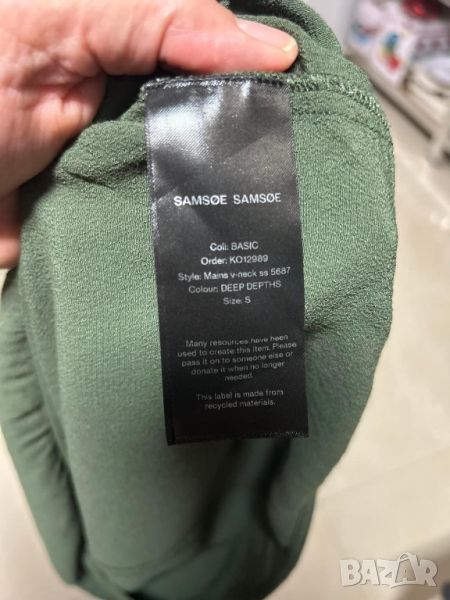 SAMSØE SAMSØE
Coll: BASIC
Order: KO12989
Style: Mains v-neck ss 5687
Colour: DEEP DEPTHS
Size: S
Many resources have been
used to create this item. Please
pass it on to someone else or
donate it when no longer
needed.
This label is made from
recycled materials.
BAZAR